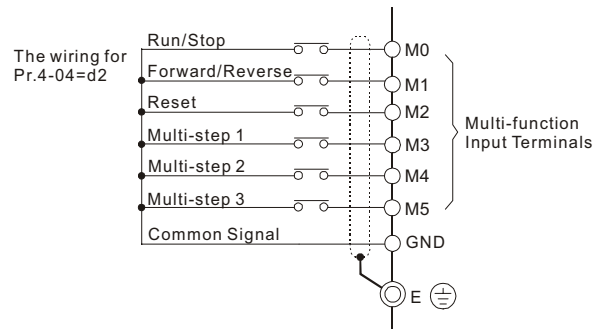 The wiring for
Pr.4-04=d2
Run/Stop
M0
Forward/Reverse
M1
Reset
M2
Multi-step 1
M3
Multi-step 2
M4
Multi-step 3
M5
Common Signal
GND
Multi-function
Input Terminals
E